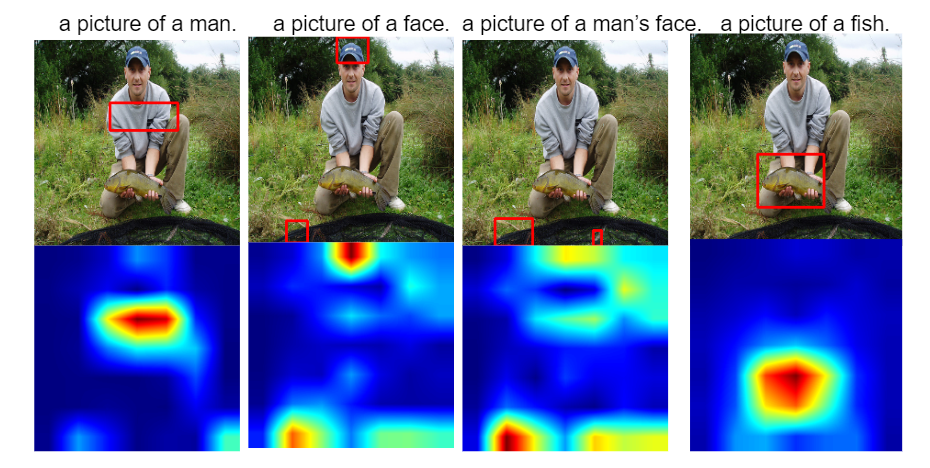 a picture of a man.
a picture of a face.
a picture of a man's face.
a picture of a fish.